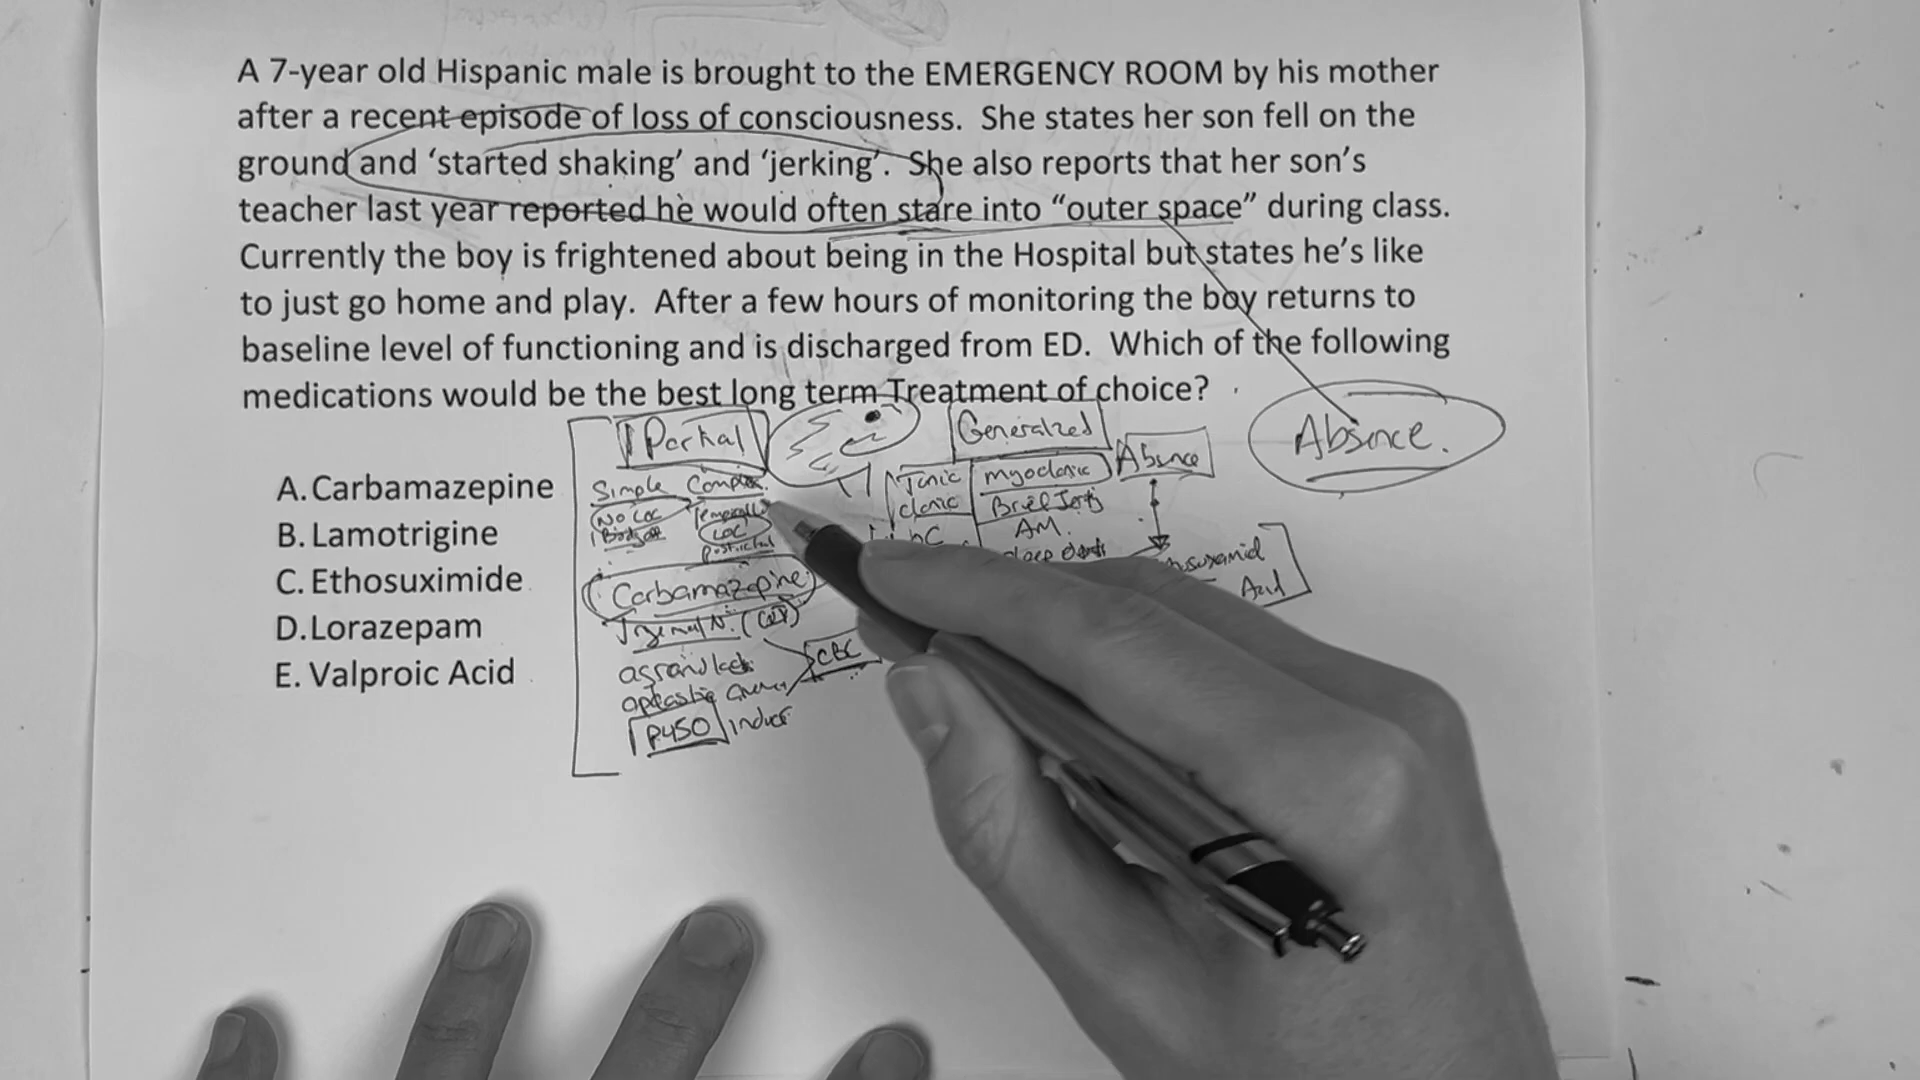 A 7-year old Hispanic male is brought to the EMERGENCY ROOM by his mother
after a recent episode of loss of consciousness. She states her son fell on the
ground and 'started shaking' and 'jerking'. She also reports that her son's
teacher last year reported he would often stare into "outer space" during class.
Currently the boy is frightened about being in the Hospital but states he's like
to just go home and play. After a few hours of monitoring the boy returns to
baseline level of functioning and is discharged from ED. Which of the following
medications would be the best long term Treatment of choice?
A. Carbamazepine
B. Lamotrigine
C. Ethosuximide
D. Lorazepam
E. Valproic Acid
Partial
Simple Complex
No LOC
LOC
Carbamazepine
CBC
P450 induce
Generalized
Tonic
clonic
myoclonic
Brief Jerks
AM.
Absence
Acid
Absence.